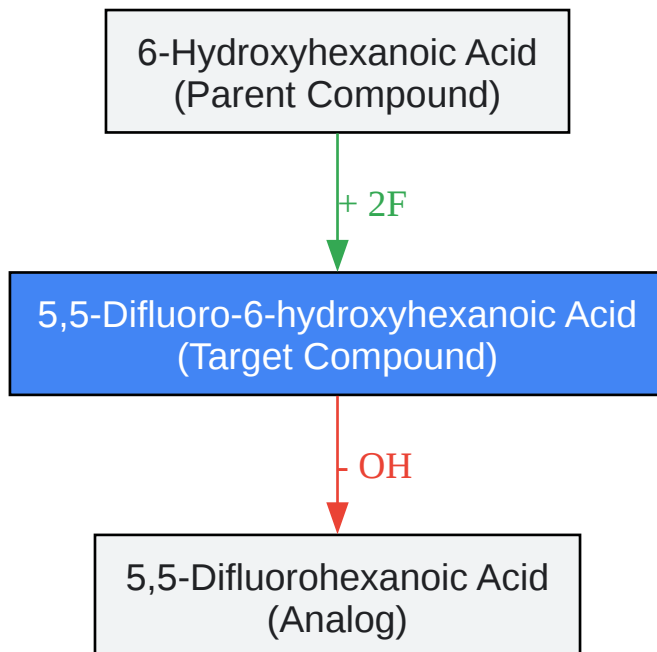 6-Hydroxyhexanoic Acid
(Parent Compound)
+ 2F
5,5-Difluoro-6-hydroxyhexanoic Acid
(Target Compound)
- OH
5,5-Difluorohexanoic Acid
(Analog)